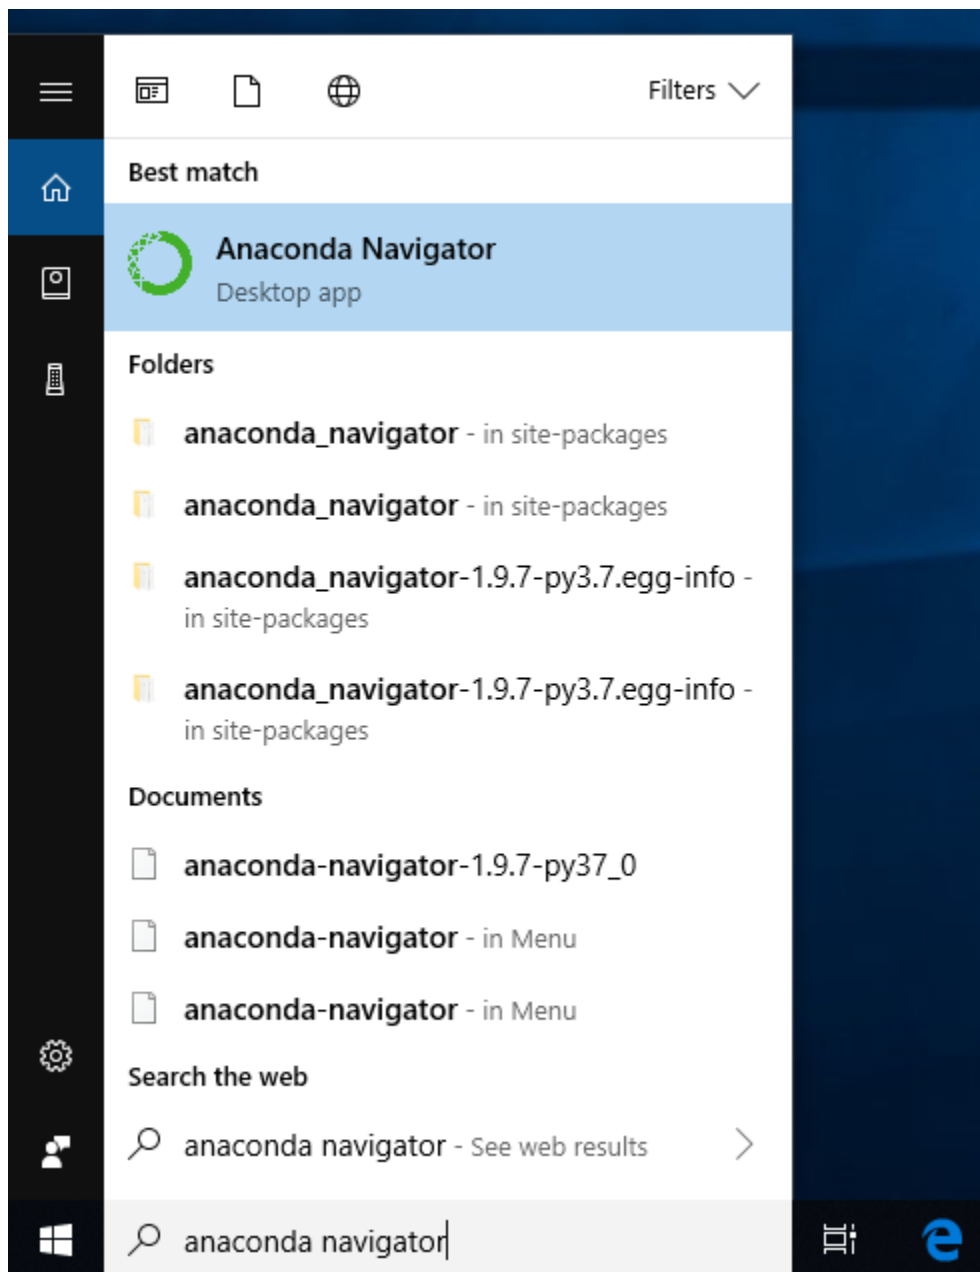 Filters
Best match
Anaconda Navigator
Desktop app
Folders
anaconda_navigator - in site-packages
anaconda_navigator - in site-packages
anaconda_navigator-1.9.7-py3.7.egg-info -
in site-packages
anaconda_navigator-1.9.7-py3.7.egg-info -
in site-packages
Documents
anaconda-navigator-1.9.7-py37_0
anaconda-navigator - in Menu
anaconda-navigator - in Menu
Search the web
anaconda navigator - See web results
anaconda navigator